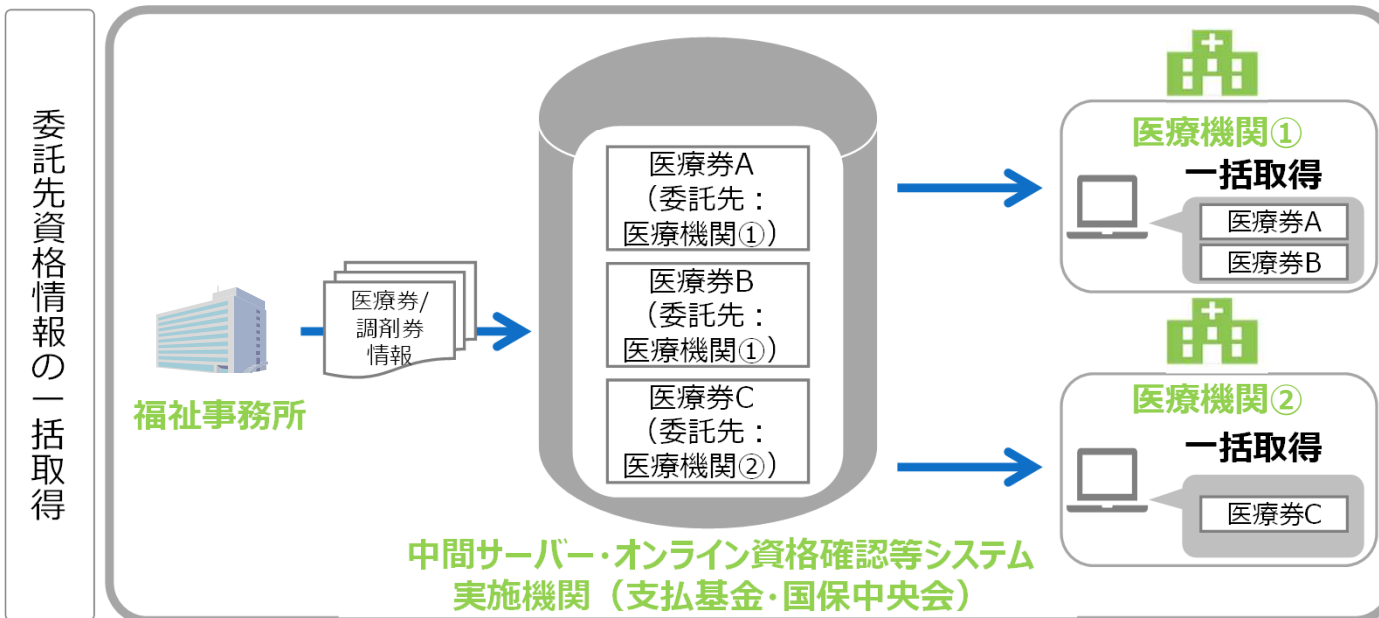 委託先資格情報の一括取得
福祉事務所
医療券/
調剤券
情報
医療券A
（委託先：
医療機関①）
医療券B
（委託先：
医療機関①）
医療券C
（委託先：
医療機関②）
中間サーバー・オンライン資格確認等システム
実施機関（支払基金・国保中央会）
医療機関①
一括取得
医療券A
医療券B
医療機関②
一括取得
医療券C